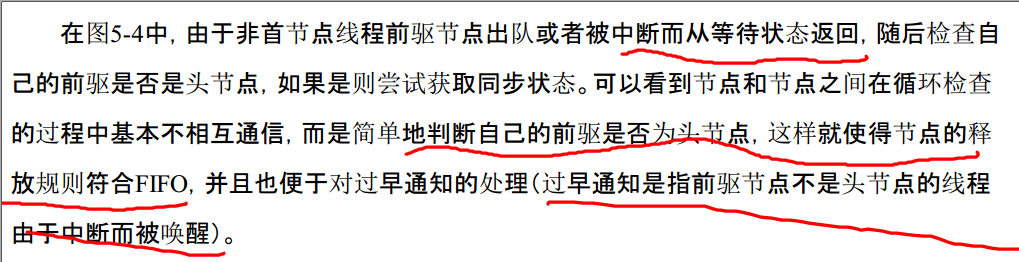 在图5-4中，由于非首节点线程前驱节点出队或者被中断而从等待状态返回，随后检查自
己的前驱是否是头节点，如果是则尝试获取同步状态。可以看到节点和节点之间在循环检查
的过程中基本不相互通信，而是简单地判断自己的前驱是否为头节点，这样就使得节点的释
放规则符合FIFO，并且也便于对过早通知的处理（过早通知是指前驱节点不是头节点的线程
由于中断而被唤醒）。